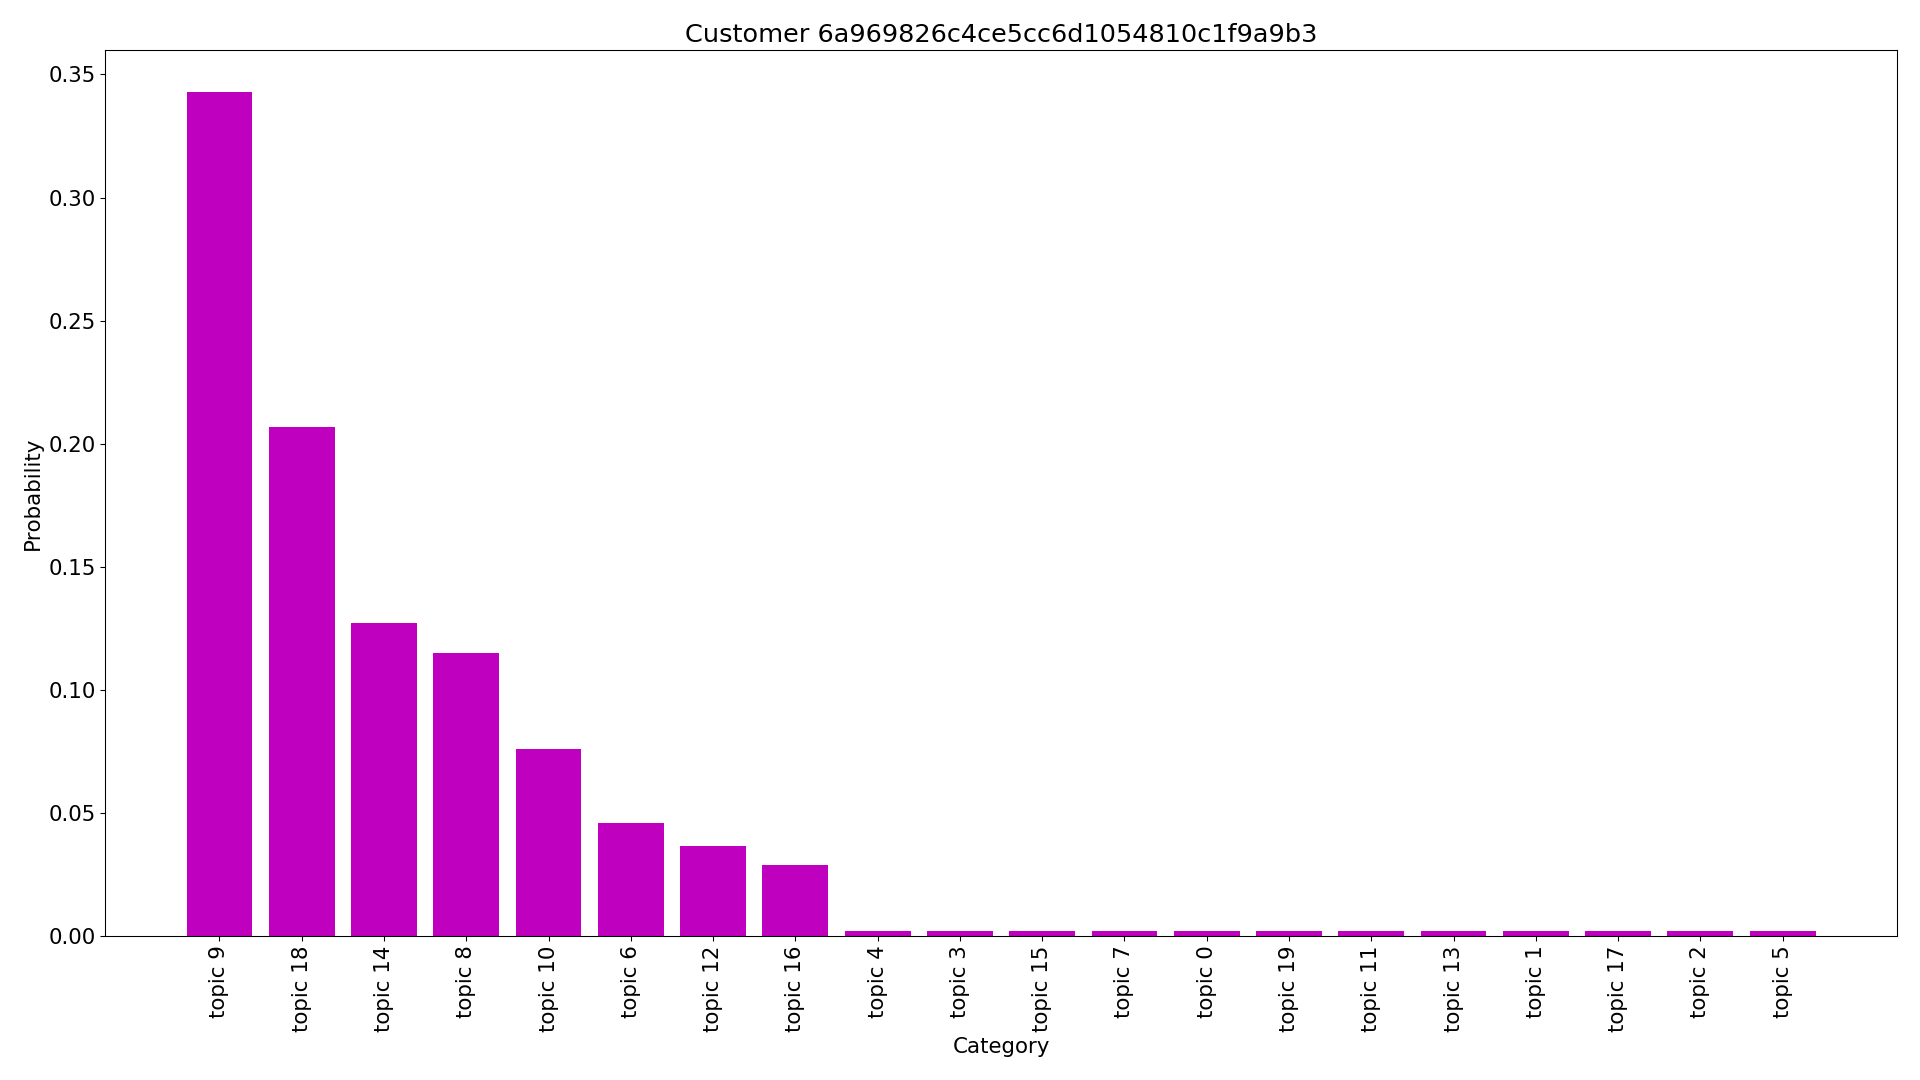 Customer 6a969826c4ce5cc6d1054810c1f9a9b3
Probability
0.35
0.30
0.25
0.20
0.15
0.10
0.05
0.00
topic 9
topic 18
topic 14
topic 8
topic 10
topic 6
topic 12
topic 16
topic 4
topic 3
topic 15
topic 7
topic 0
topic 19
topic 11
topic 13
topic 1
topic 17
topic 2
topic 5
Category